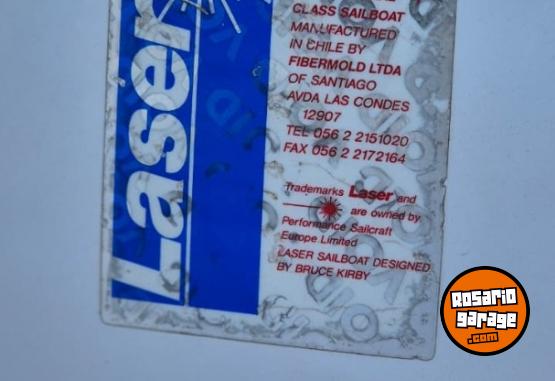 Laser
CLASS SAILBOAT
MANUFACTURED
IN CHILE BY
FIBERMOLD LTDA
OF SANTIAGO
AVDA LAS CONDES
12907
TEL 056 2 2151020
FAX 056 2 2172164
Trademarks Laser and
are owned by
Performance Sailcraft
Europe Limited
LASER SAILBOAT DESIGNED
BY BRUCE KIRBY
ROSARIO
garage
.com